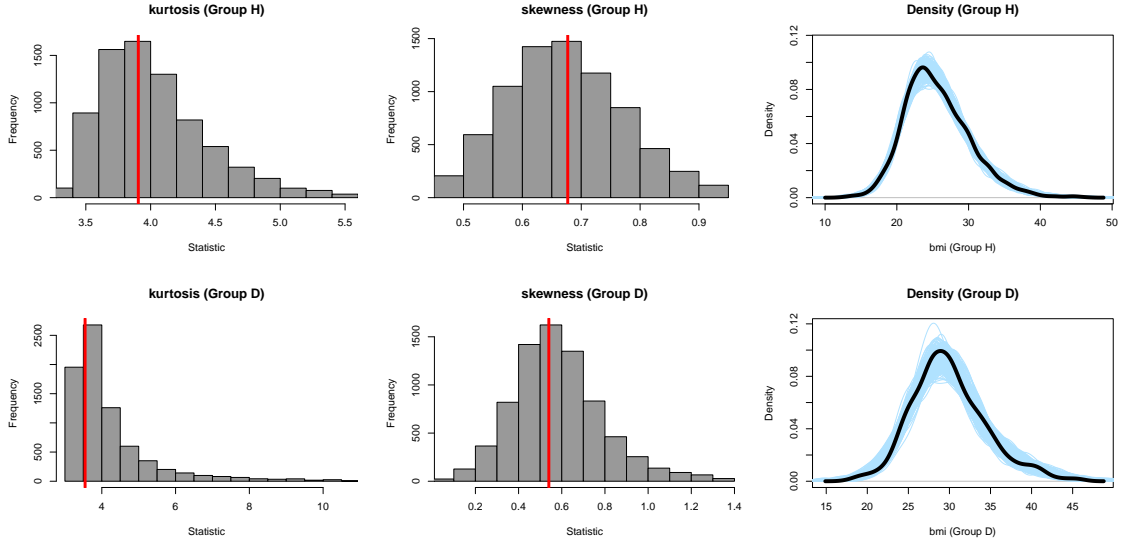 kurtosis (Group H)
Frequency
0 500 1000 1500
3.5 4.0 4.5 5.0 5.5
Statistic
skewness (Group H)
Frequency
0 500 1000 1500
0.5 0.6 0.7 0.8 0.9
Statistic
Density (Group H)
Density
0.00 0.04 0.08 0.12
10 20 30 40 50
bmi (Group H)
kurtosis (Group D)
Frequency
0 500 1500 2500
4 6 8 10
Statistic
skewness (Group D)
Frequency
0 500 1000 1500
0.2 0.4 0.6 0.8 1.0 1.2 1.4
Statistic
Density (Group D)
Density
0.00 0.04 0.08 0.12
15 20 25 30 35 40 45
bmi (Group D)